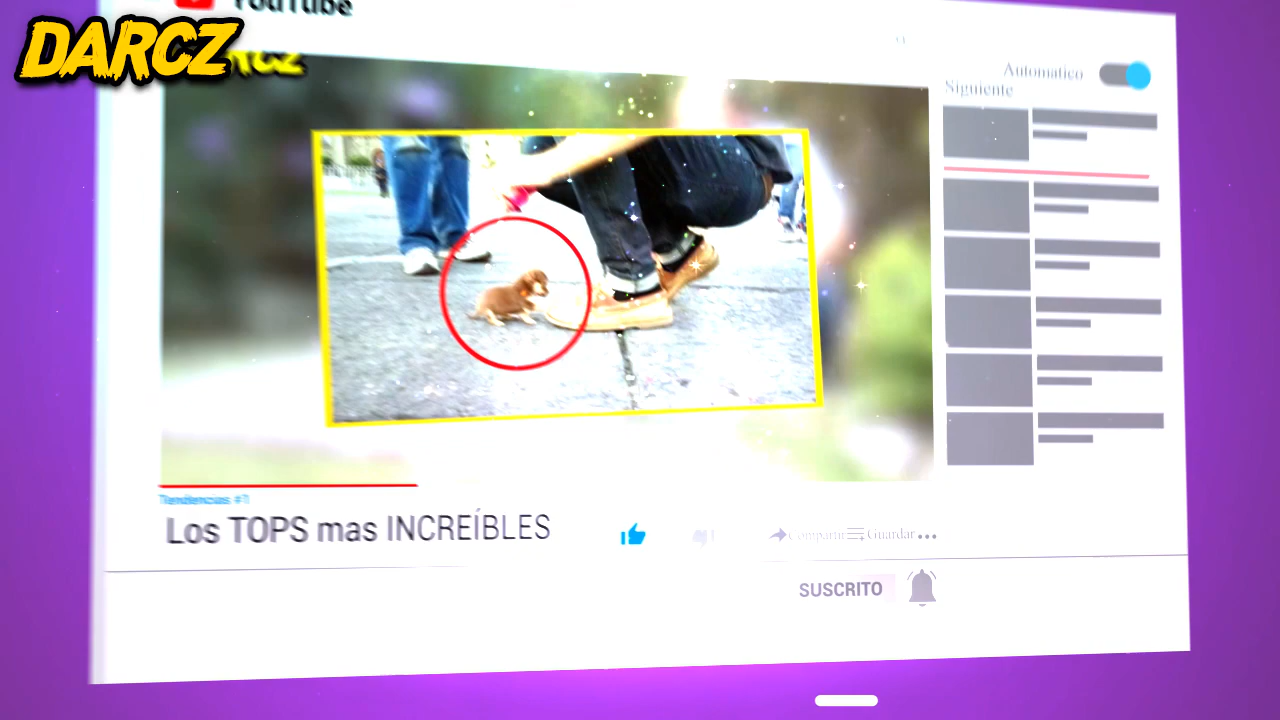 YouTube
DARCZ
Automatico
Siguiente
Tendencias #1
Los TOPS mas INCREÍBLES
Compartir
Guardar
SUSCRITO